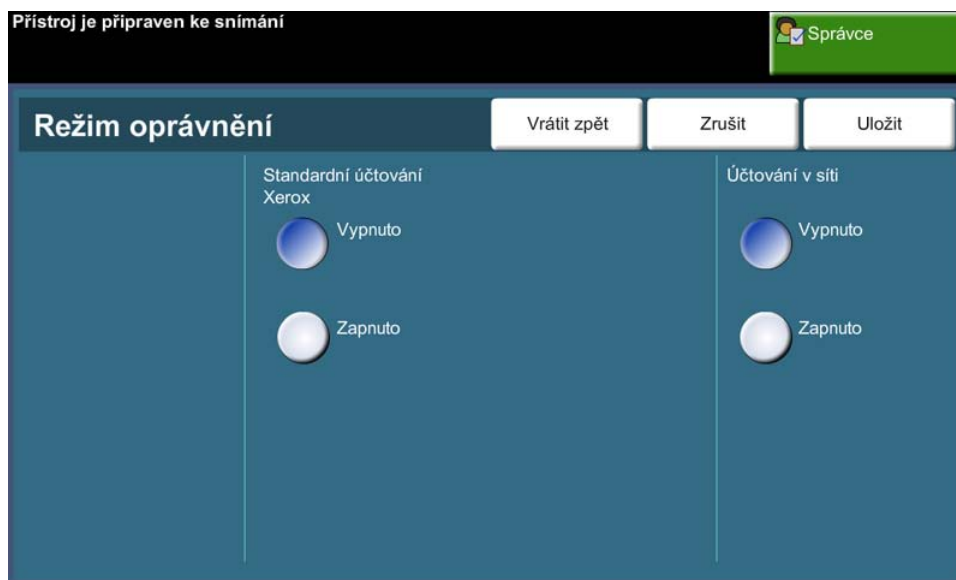 Přístroj je připraven ke snímání
Správce
Režim oprávnění
Vrátit zpět
Zrušit
Uložit
Standardní účtování
Xerox
Vypnuto
Zapnuto
Účtování v síti
Vypnuto
Zapnuto